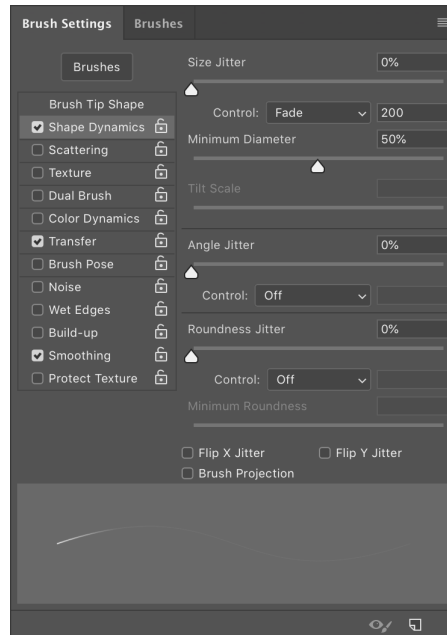 Brush Settings Brushes
Brushes
Brush Tip Shape
Shape Dynamics
Scattering
Texture
Dual Brush
Color Dynamics
Transfer
Brush Pose
Noise
Wet Edges
Build-up
Smoothing
Protect Texture
Size Jitter 0%
Control: Fade 200
Minimum Diameter 50%
Tilt Scale
Angle Jitter 0%
Control: Off
Roundness Jitter 0%
Control: Off
Minimum Roundness
Flip X Jitter Flip Y Jitter
Brush Projection